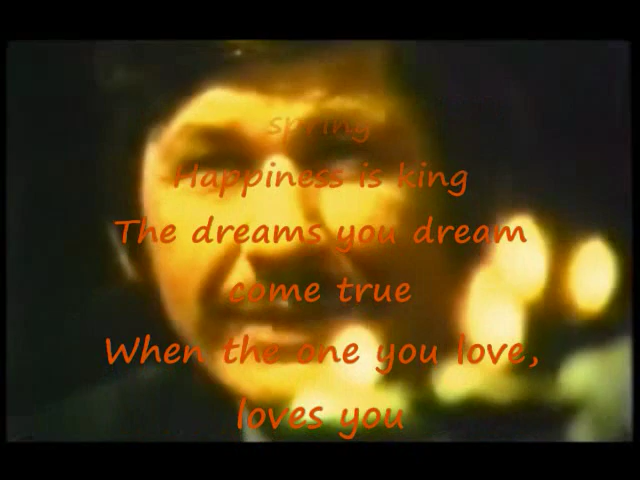 spring
Happiness is king
The dreams you dream
come true
When the one you love,
loves you